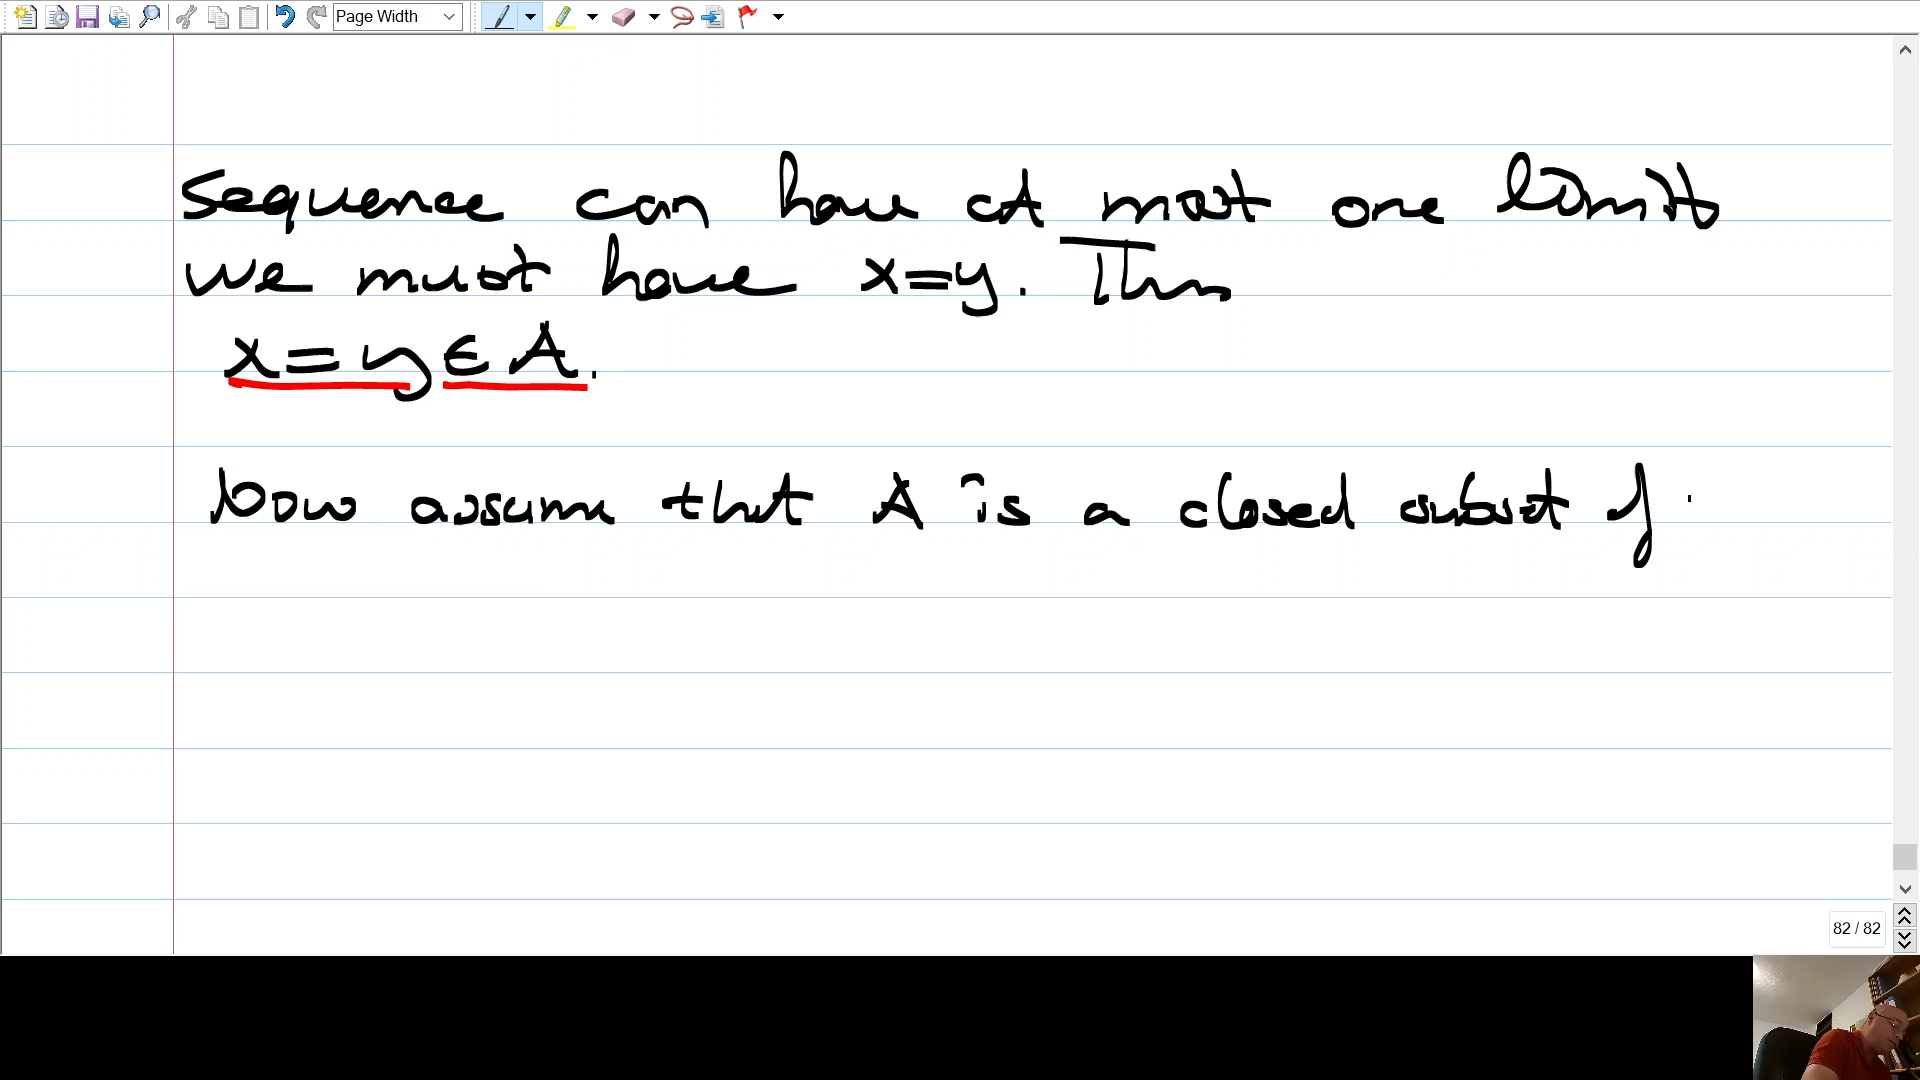 Page Width
sequence can have at most one limit
we must have x=y. Thus
x=y∈A.
Now assume that A is a closed subset of
82 / 82